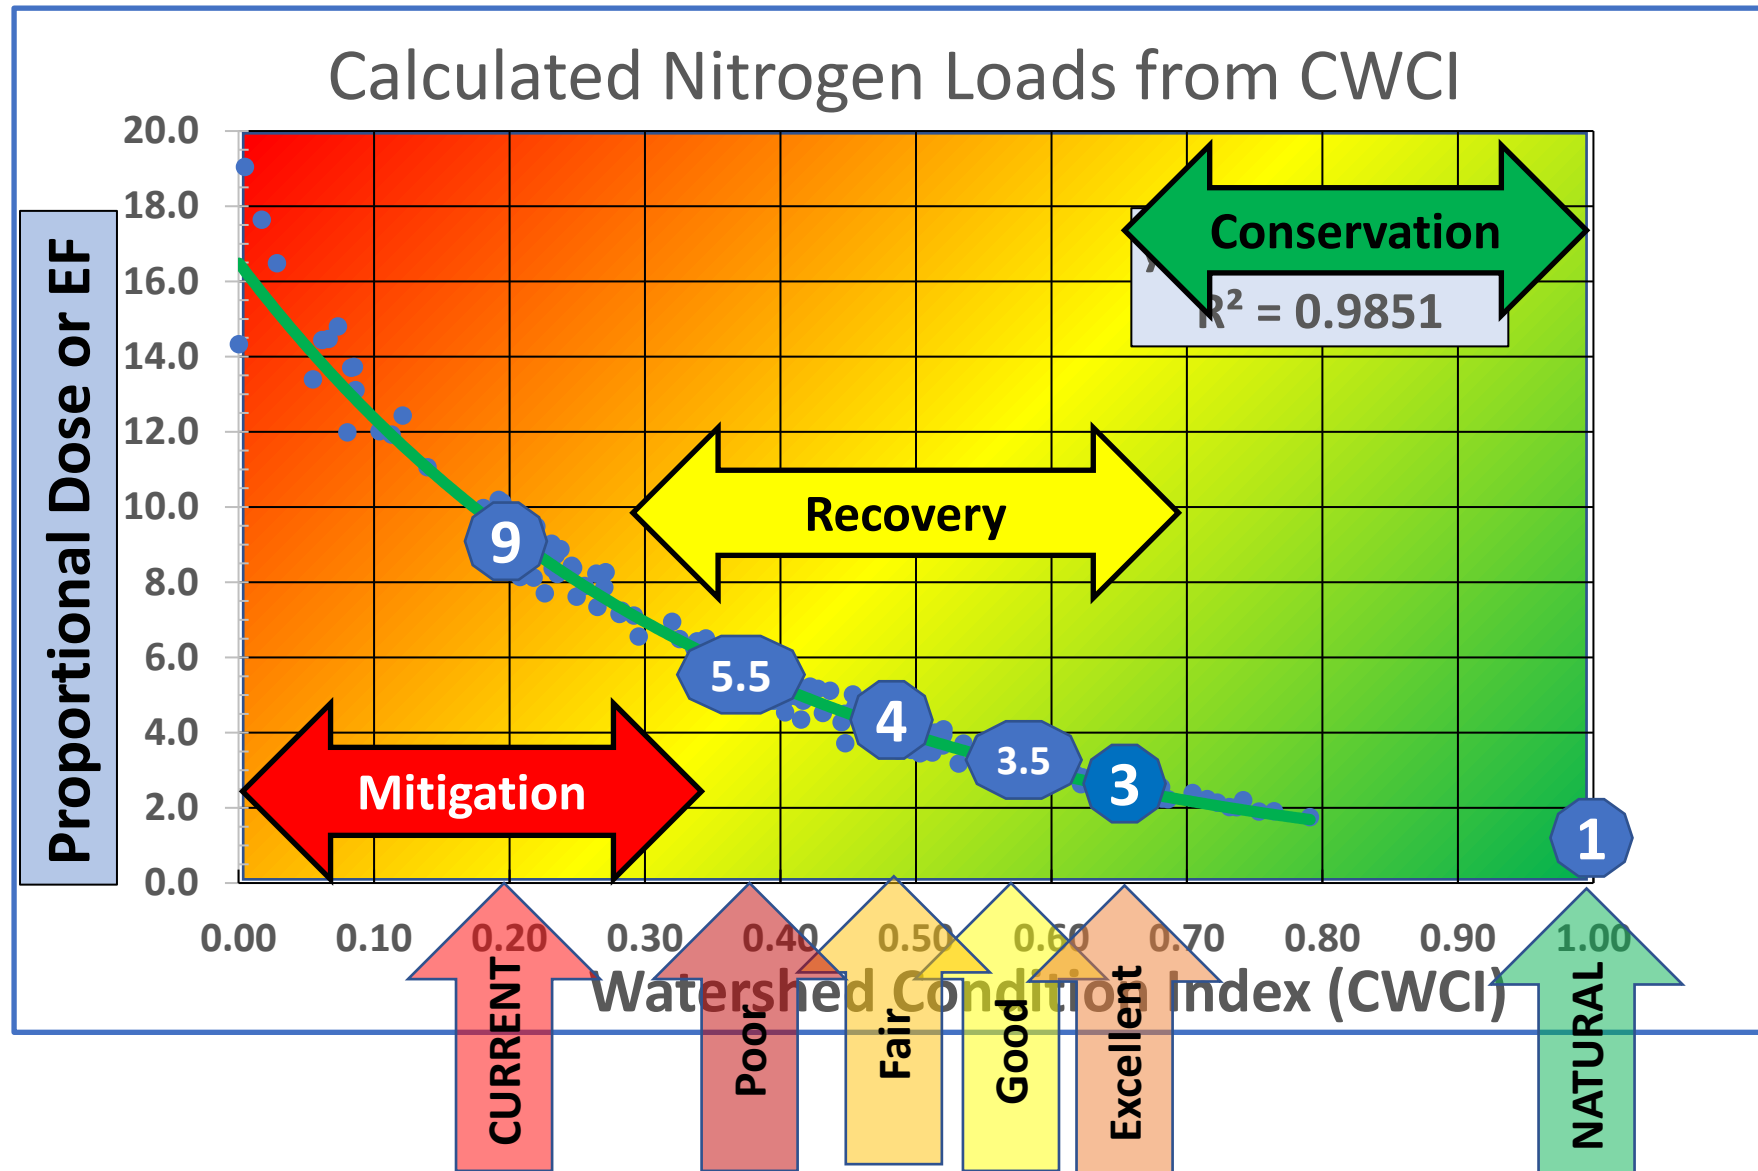 Calculated Nitrogen Loads from CWCI
Proportional Dose or EF
20.0
18.0
16.0
14.0
12.0
10.0
8.0
6.0
4.0
2.0
0.0
Conservation
R² = 0.9851
Recovery
Mitigation
9
5.5
4
3.5
3
1
0.00 0.10 0.20 0.30 0.40 0.50 0.60 0.70 0.80 0.90 1.00
Watershed Condition Index (CWCI)
CURRENT
Poor
Fair
Good
Excellent
NATURAL